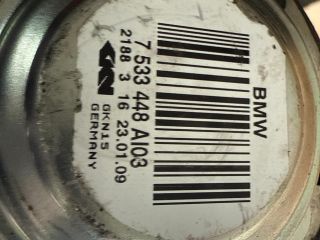 BMW
7 533 448 AI03
2188 3 16 23.01.09
GKN
GKN15
GERMANY